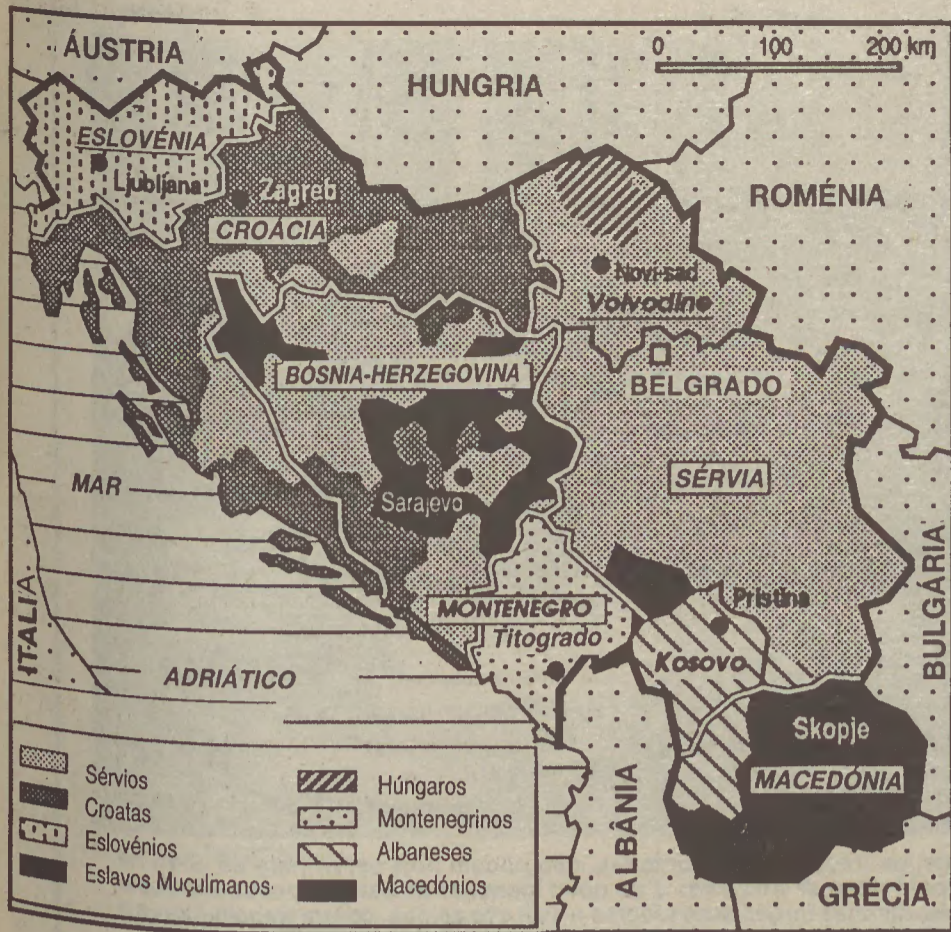 ÁUSTRIA
0 100 200 km
HUNGRIA
ESLOVÉNIA
Ljubljana
Zagreb
CROÁCIA
ROMÉNIA
Novi-sad
Volvodine
BÓSNIA-HERZEGOVINA
BELGRADO
MAR
SÉRVIA
Sarajevo
BULGÁRIA
ITALIA
MONTENEGRO
Titogrado
Pristina
Kosovo
ADRIÁTICO
Skopje
MACEDÓNIA
ALBÂNIA
GRÉCIA
Sérvios
Croatas
Eslovénios
Eslavos Muçulmanos
Húngaros
Montenegrinos
Albaneses
Macedónios